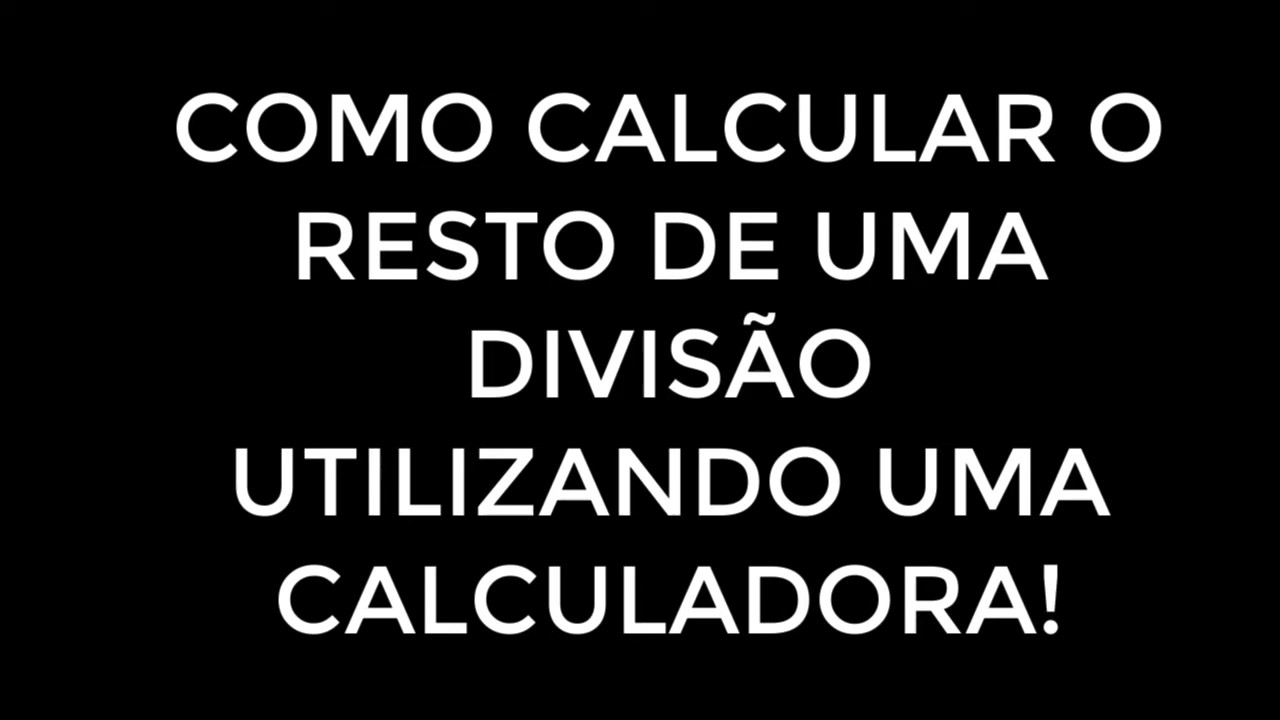 COMO CALCULAR O
RESTO DE UMA
DIVISÃO
UTILIZANDO UMA
CALCULADORA!